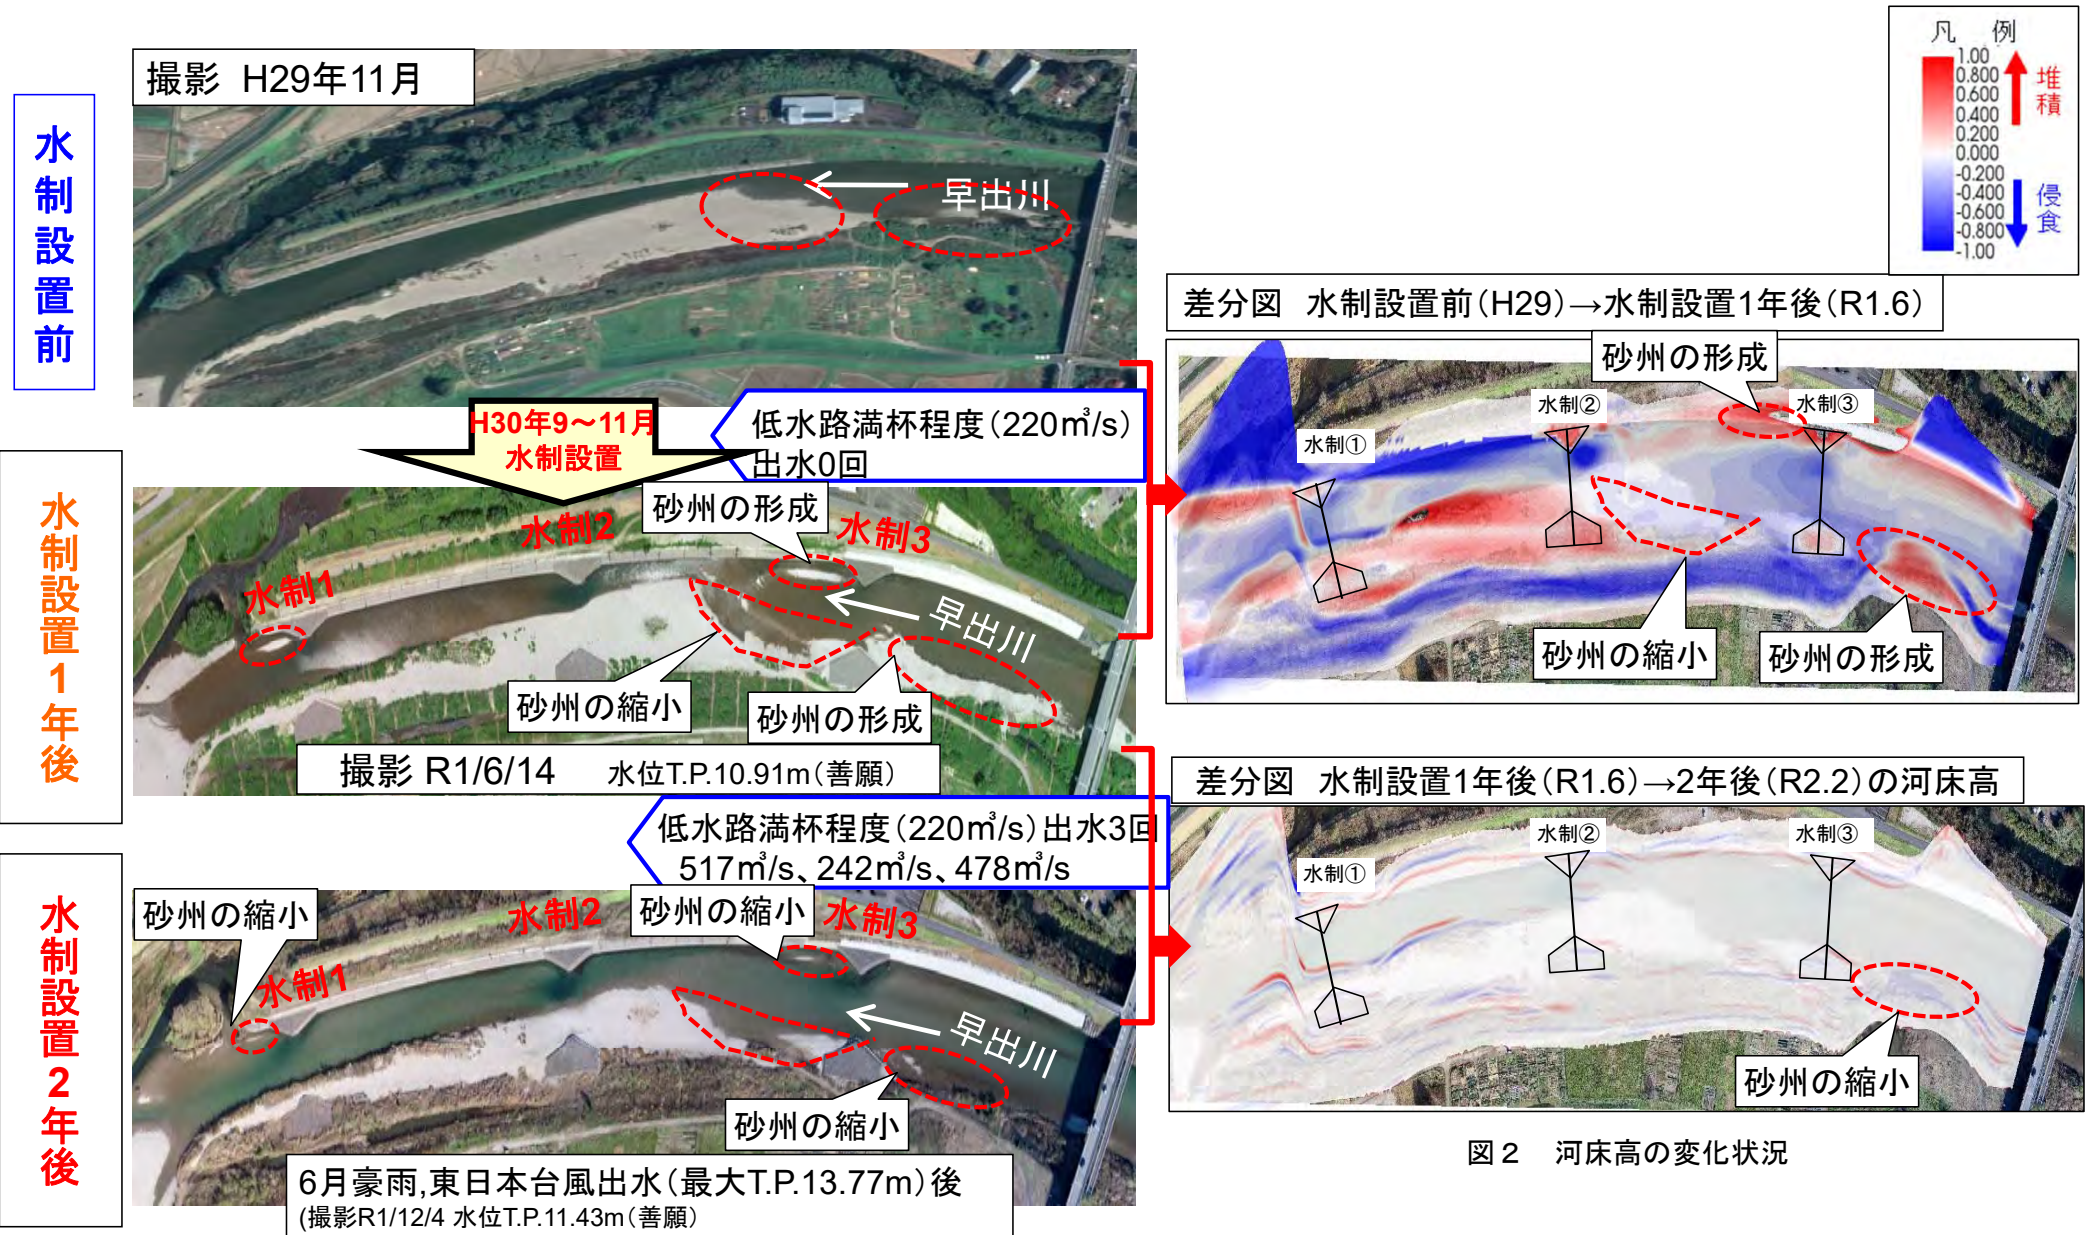 水制設置前
撮影 H29年11月
早出川
H30年9～11月
水制設置
低水路満杯程度(220㎥/s)
出水0回
水制設置1年後
水制1
水制2
水制3
砂州の形成
早出川
砂州の縮小
砂州の形成
撮影 R1/6/14 水位T.P.10.91m(善願)
低水路満杯程度(220㎥/s)出水3回
517㎥/s、242㎥/s、478㎥/s
水制設置2年後
砂州の縮小
水制1
水制2
砂州の縮小
水制3
早出川
砂州の縮小
6月豪雨,東日本台風出水(最大T.P.13.77m)後
(撮影R1/12/4 水位T.P.11.43m(善願)
凡 例
1.00
0.800
0.600
0.400
0.200
0.000
-0.200
-0.400
-0.600
-0.800
-1.00
堆積
侵食
差分図 水制設置前(H29)→水制設置1年後(R1.6)
砂州の形成
水制①
水制②
水制③
砂州の縮小
砂州の形成
差分図 水制設置1年後(R1.6)→2年後(R2.2)の河床高
水制①
水制②
水制③
砂州の縮小
図2 河床高の変化状況